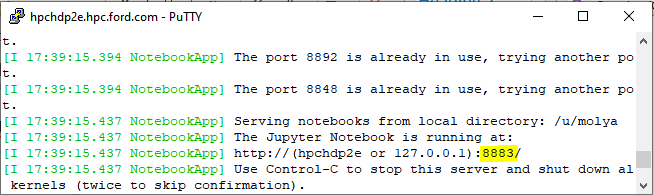 hpchdp2e.hpc.ford.com - PuTTY
t.
[I 17:39:15.394 NotebookApp] The port 8892 is already in use, trying another po
t.
[I 17:39:15.394 NotebookApp] The port 8848 is already in use, trying another po
t.
[I 17:39:15.437 NotebookApp] Serving notebooks from local directory: /u/molya
[I 17:39:15.437 NotebookApp] The Jupyter Notebook is running at:
[I 17:39:15.437 NotebookApp] http://(hpchdp2e or 127.0.0.1):8883/
[I 17:39:15.437 NotebookApp] Use Control-C to stop this server and shut down al
kernels (twice to skip confirmation).